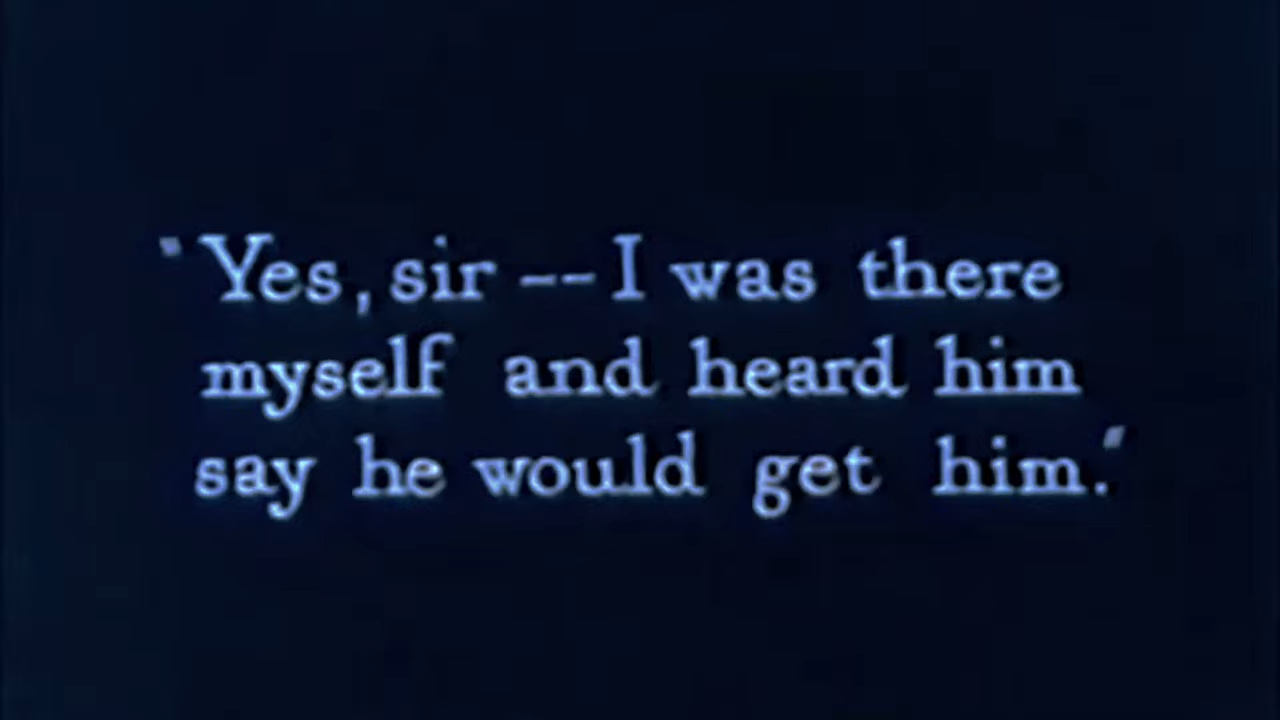 "Yes, sir -- I was there
myself and heard him
say he would get him."